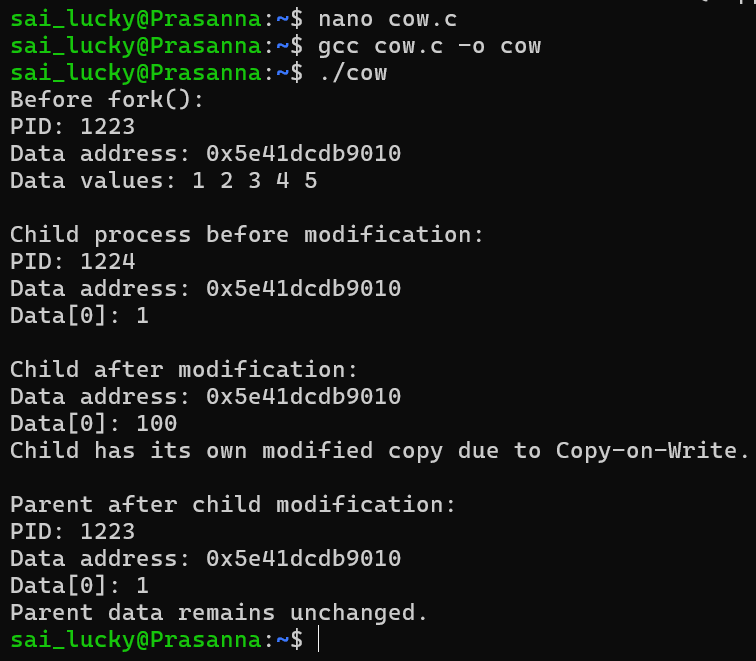 sai_lucky@Prasanna:~$ nano cow.c
sai_lucky@Prasanna:~$ gcc cow.c -o cow
sai_lucky@Prasanna:~$ ./cow
Before fork():
PID: 1223
Data address: 0x5e41dcdb9010
Data values: 1 2 3 4 5

Child process before modification:
PID: 1224
Data address: 0x5e41dcdb9010
Data[0]: 1

Child after modification:
Data address: 0x5e41dcdb9010
Data[0]: 100
Child has its own modified copy due to Copy-on-Write.

Parent after child modification:
PID: 1223
Data address: 0x5e41dcdb9010
Data[0]: 1
Parent data remains unchanged.
sai_lucky@Prasanna:~$